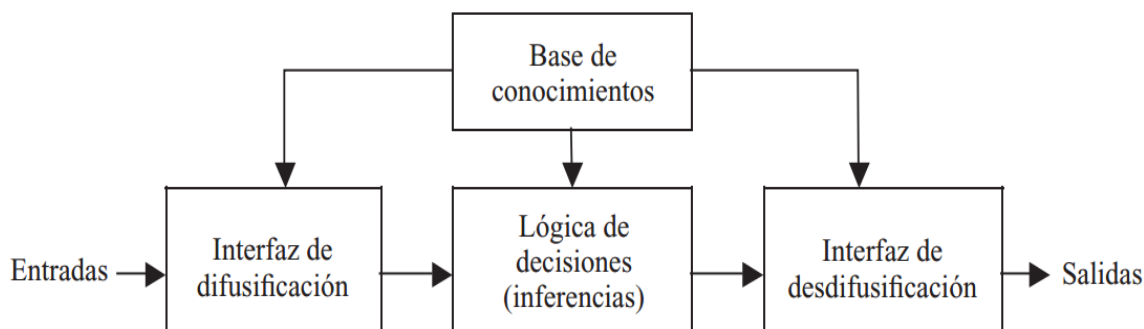 Base de
conocimientos
Entradas
Interfaz de
difusificación
Lógica de
decisiones
(inferencias)
Interfaz de
desdifusificación
Salidas